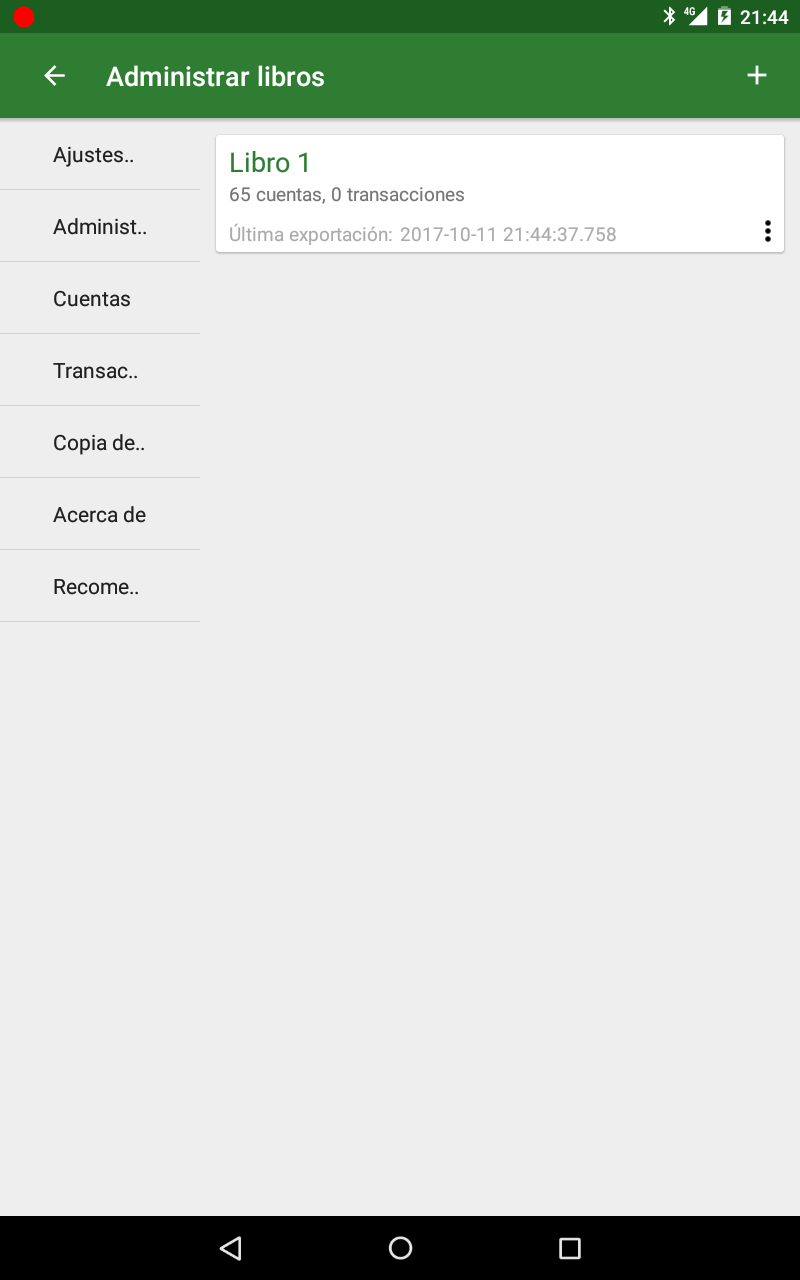 4G 21:44
Administrar libros
Ajustes..
Administ..
Cuentas
Transac..
Copia de..
Acerca de
Recome..
Libro 1
65 cuentas, 0 transacciones
Última exportación: 2017-10-11 21:44:37.758